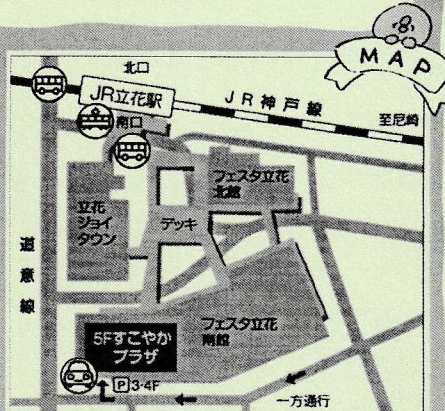 MAP
北口
JR立花駅
JR神戸線
至尼崎
南口
フェスタ立花
北館
立花
ジョイ
タウン
デッキ
道意線
フェスタ立花
南館
5Fすこやか
プラザ
P3·4F
一方通行